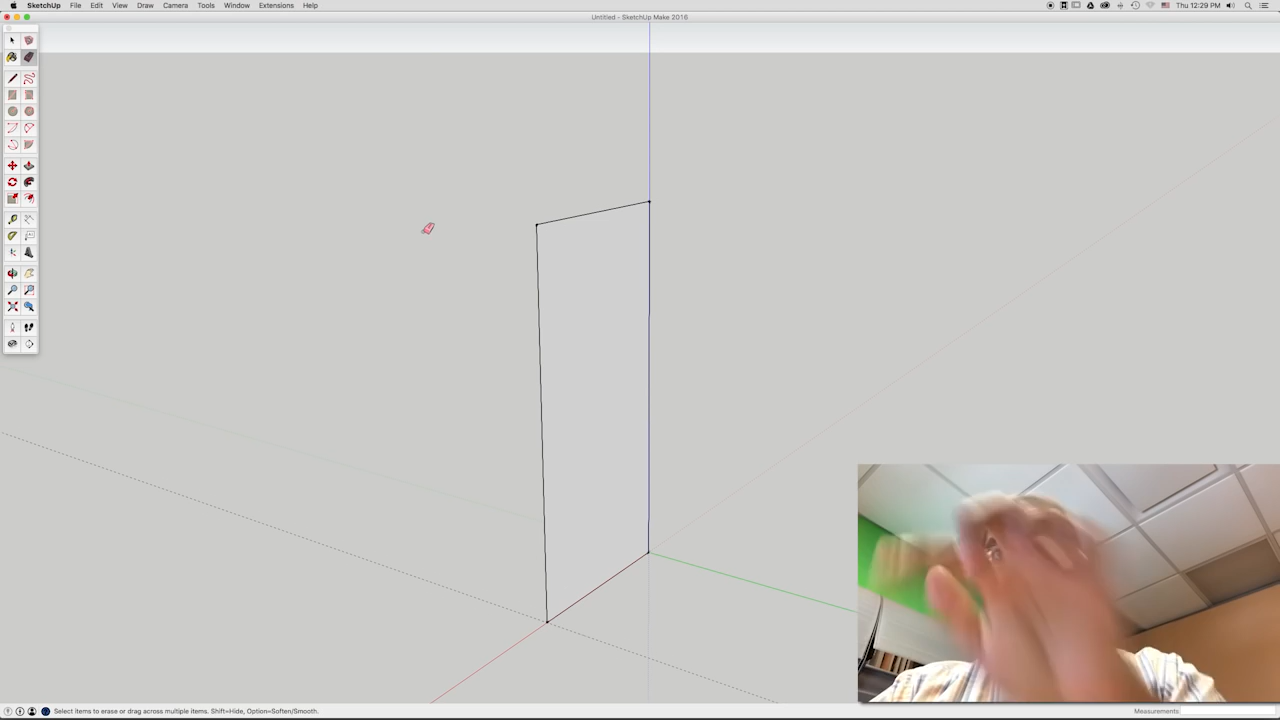 SketchUp File Edit View Draw Camera Tools Window Extensions Help Thu 12:29 PM
Untitled - SketchUp Make 2016
Select items to erase or drag across multiple items. Shift=Hide, Option=Soften/Smooth. Measurements